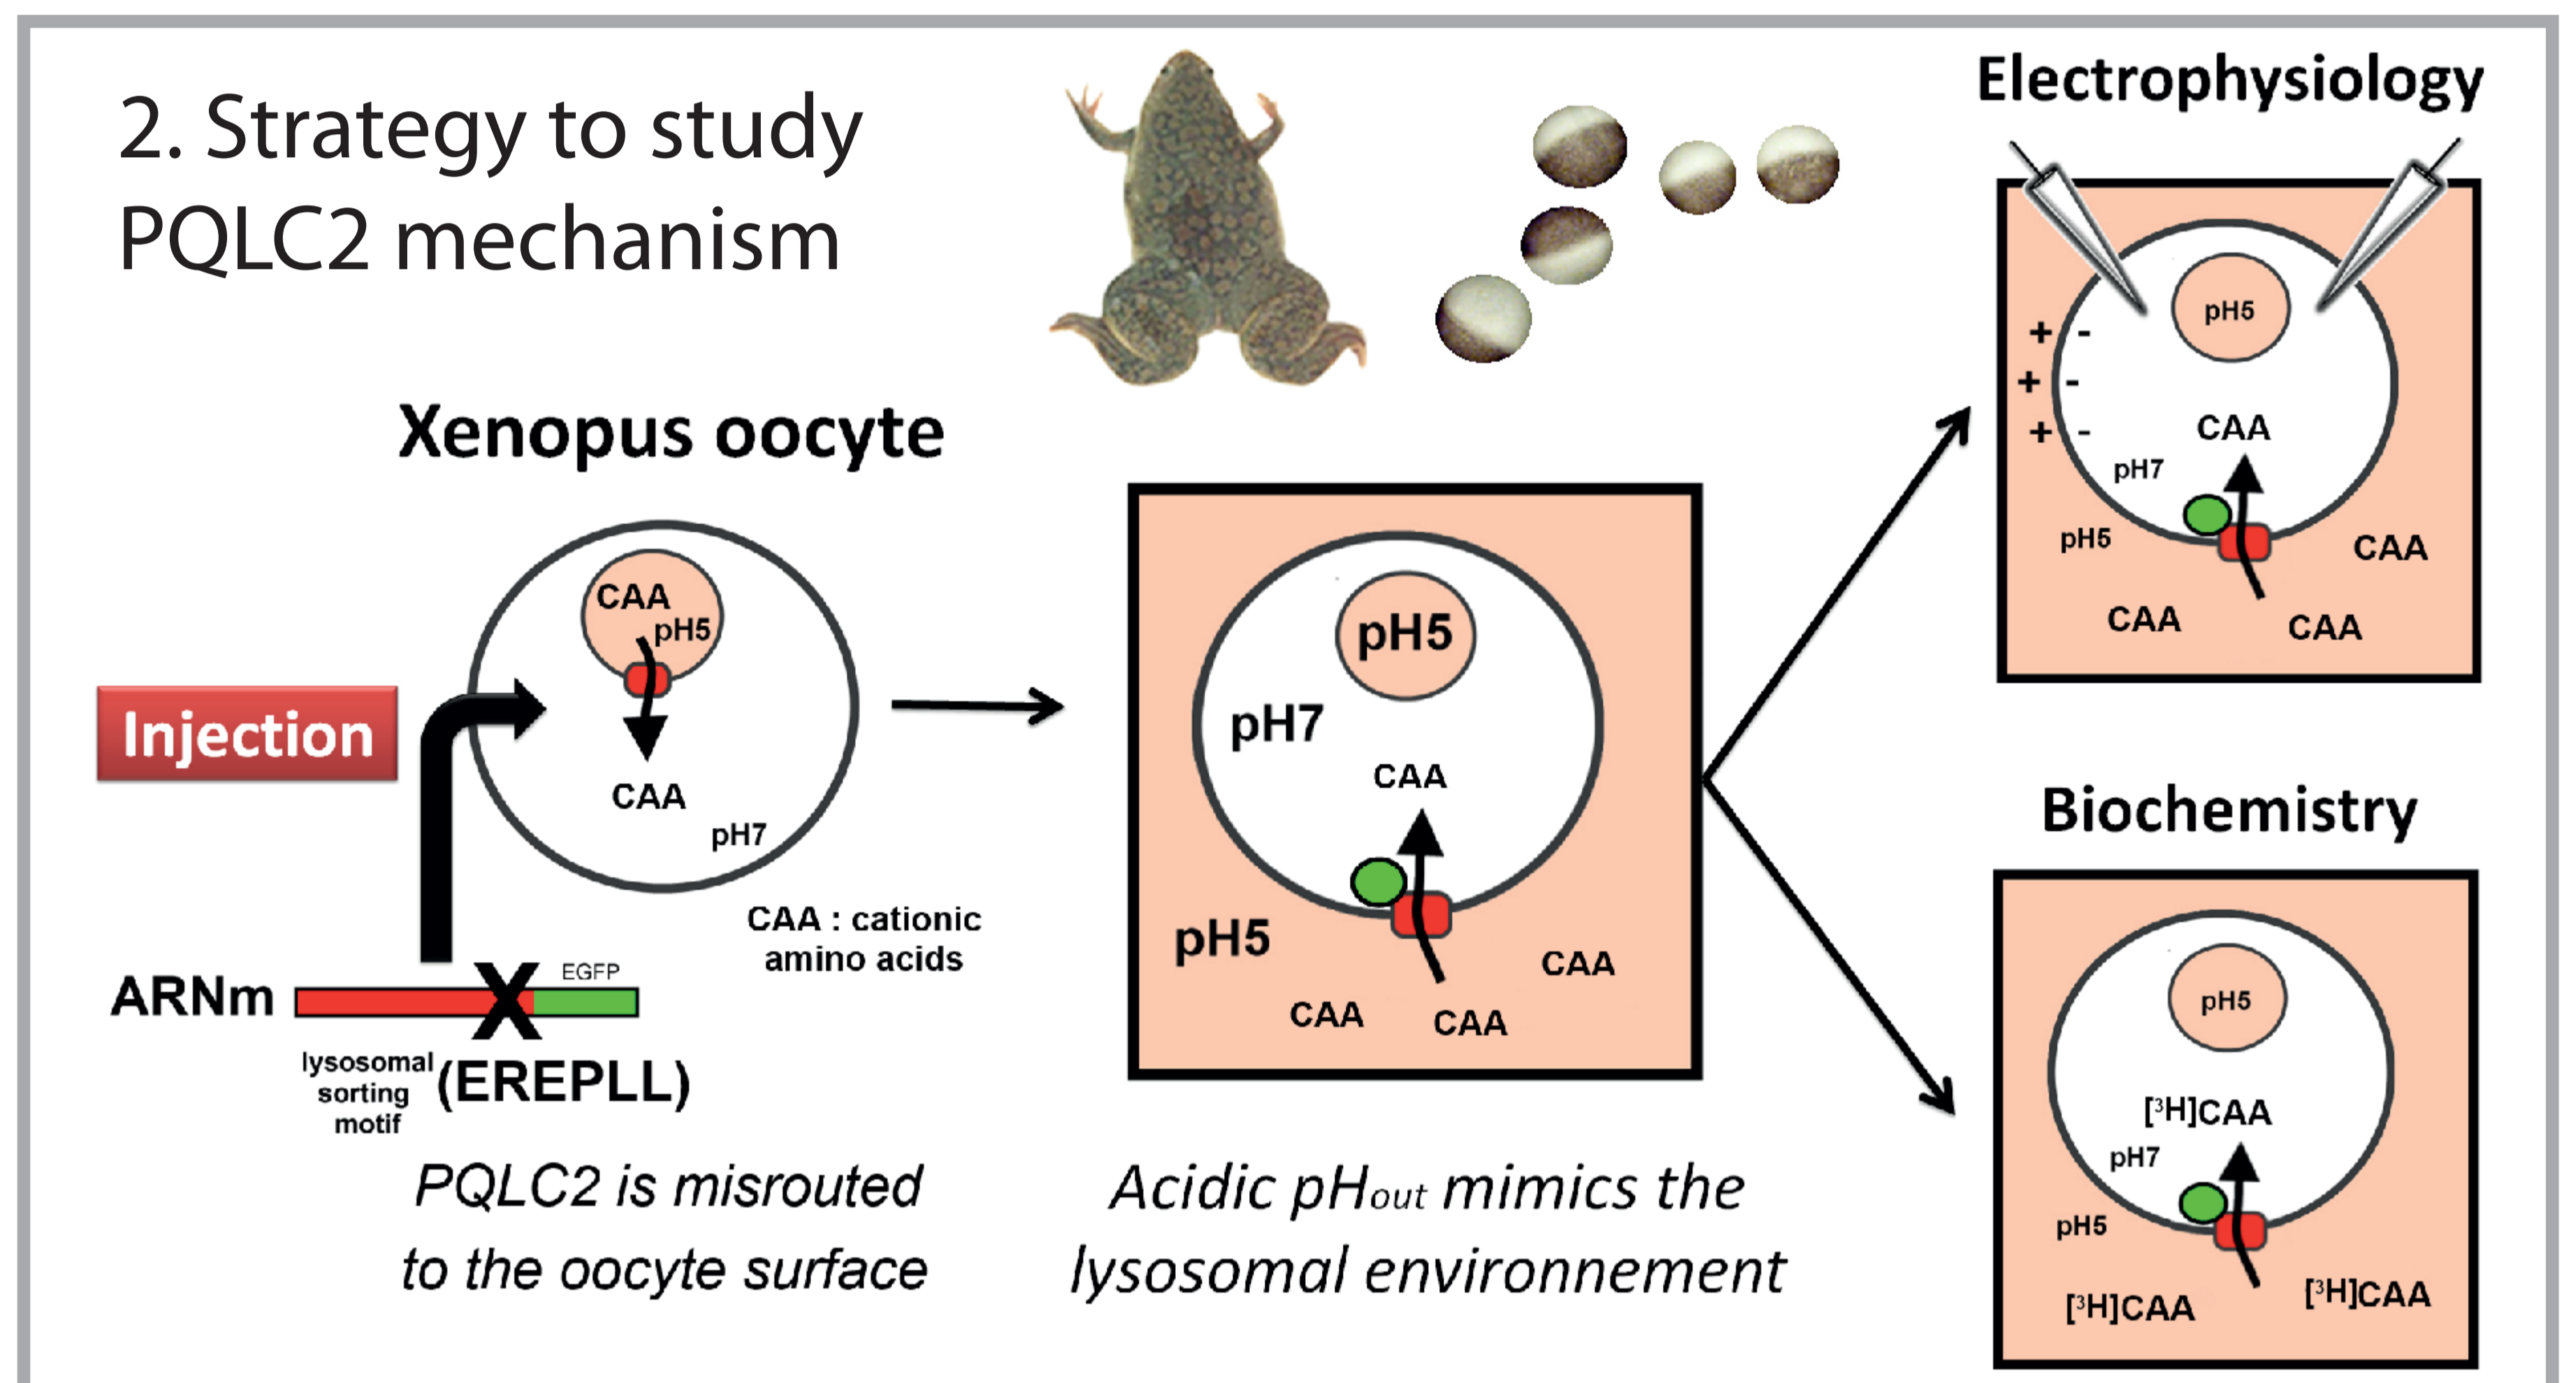 2. Strategy to study
PQLC2 mechanism
Xenopus oocyte
Injection
CAA
pH5
CAA
pH7
CAA : cationic
amino acids
ARNm
EGFP
lysosomal
sorting
motif
(EREPLL)
PQLC2 is misrouted
to the oocyte surface
pH5
pH7
CAA
pH5
CAA
CAA
CAA
Acidic pHout mimics the
lysosomal environnement
Electrophysiology
pH5
+ -
+ -
+ -
CAA
pH7
pH5
CAA
CAA
CAA
Biochemistry
pH5
[³H]CAA
pH7
pH5
[³H]CAA
[³H]CAA